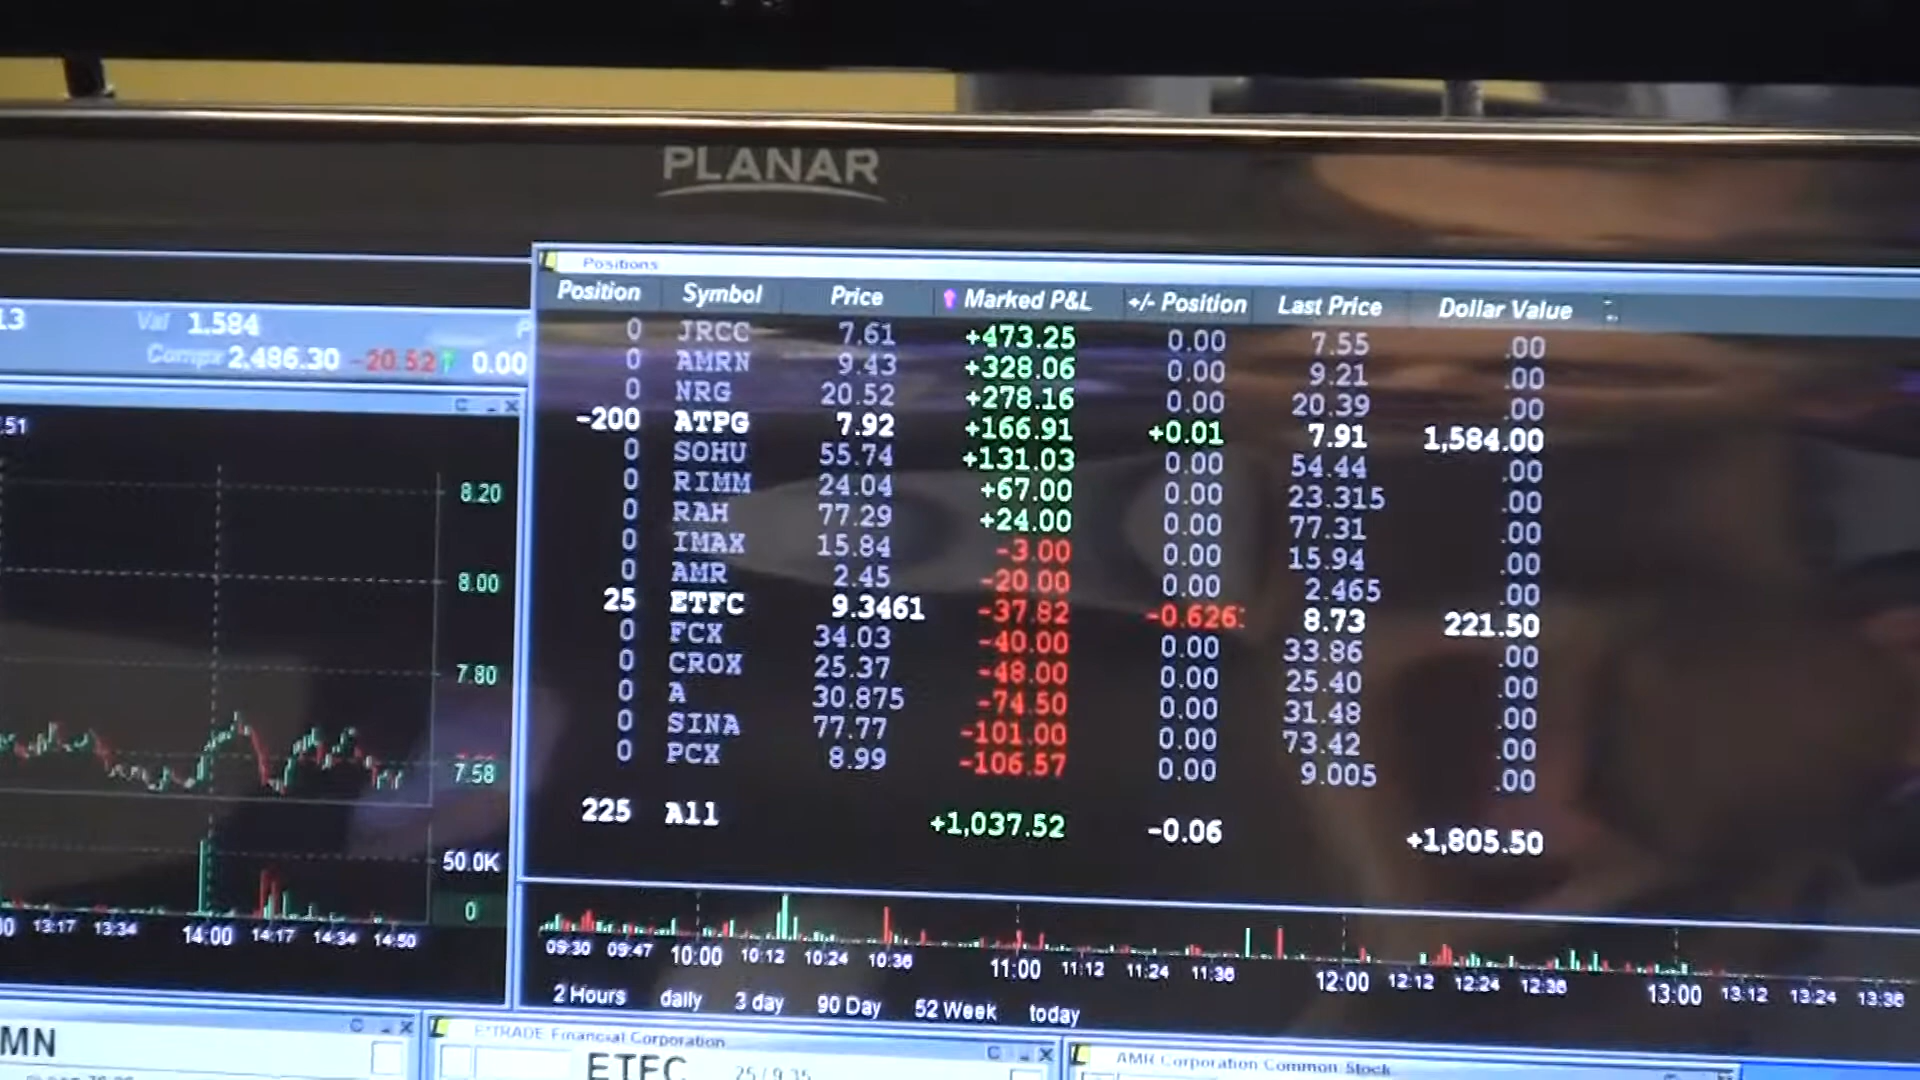 PLANAR
Positions
Position Symbol Price Marked P&L +/- Position Last Price Dollar Value
0 JRCC 7.61 +473.25 0.00 7.55 .00
0 AMRN 9.43 +328.06 0.00 9.21 .00
0 NRG 20.52 +278.16 0.00 20.39 .00
-200 ATPG 7.92 +166.91 +0.01 7.91 1,584.00
0 SOHU 55.74 +131.03 0.00 54.44 .00
0 RIMM 24.04 +67.00 0.00 23.315 .00
0 RAH 77.29 +24.00 0.00 77.31 .00
0 IMAX 15.84 -3.00 0.00 15.94 .00
0 AMR 2.45 -20.00 0.00 2.465 .00
25 ETFC 9.3461 -37.82 -0.626 8.73 221.50
0 FCX 34.03 -40.00 0.00 33.86 .00
0 CROX 25.37 -48.00 0.00 25.40 .00
0 A 30.875 -74.50 0.00 31.48 .00
0 SINA 77.77 -101.00 0.00 73.42 .00
0 PCX 8.99 -106.57 0.00 9.005 .00
225 All +1,037.52 -0.06 +1,805.50
09:30 09:47 10:00 10:12 10:24 10:36 11:00 11:12 11:24 11:36 12:00 12:12 12:24 12:36 13:00 13:12 13:24 13:36
2 Hours daily 3 day 90 Day 52 Week today
13 Val 1.584
Compx 2,486.30 -20.52 0.00
.51
8.20
8.00
7.80
7.58
50.0K
0
13:17 13:34 14:00 14:17 14:34 14:50
MN
E*TRADE Financial Corporation
ETFC 25 / 9.35
AMR Corporation Common Stock